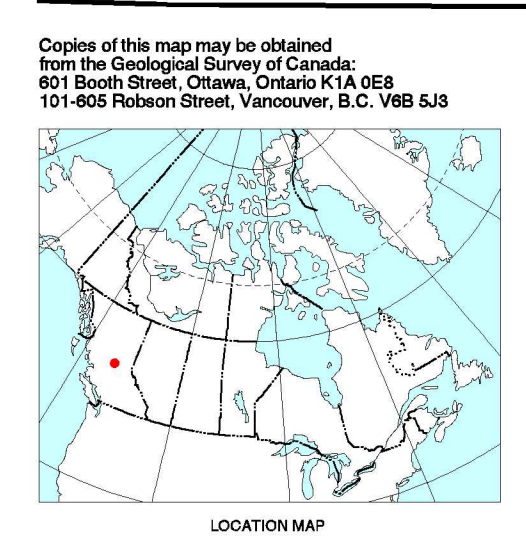 Copies of this map may be obtained
from the Geological Survey of Canada:
601 Booth Street, Ottawa, Ontario K1A 0E8
101-605 Robson Street, Vancouver, B.C. V6B 5J3
LOCATION MAP